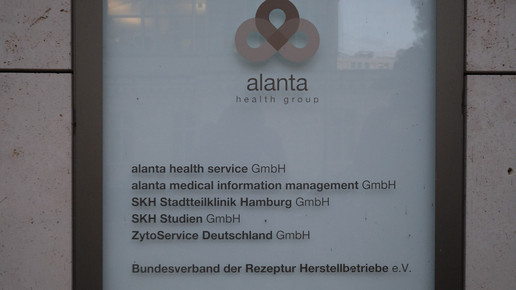 alanta
health group
alanta health service GmbH
alanta medical information management GmbH
SKH Stadtteilklinik Hamburg GmbH
SKH Studien GmbH
ZytoService Deutschland GmbH
Bundesverband der Rezeptur Herstellbetriebe e.V.